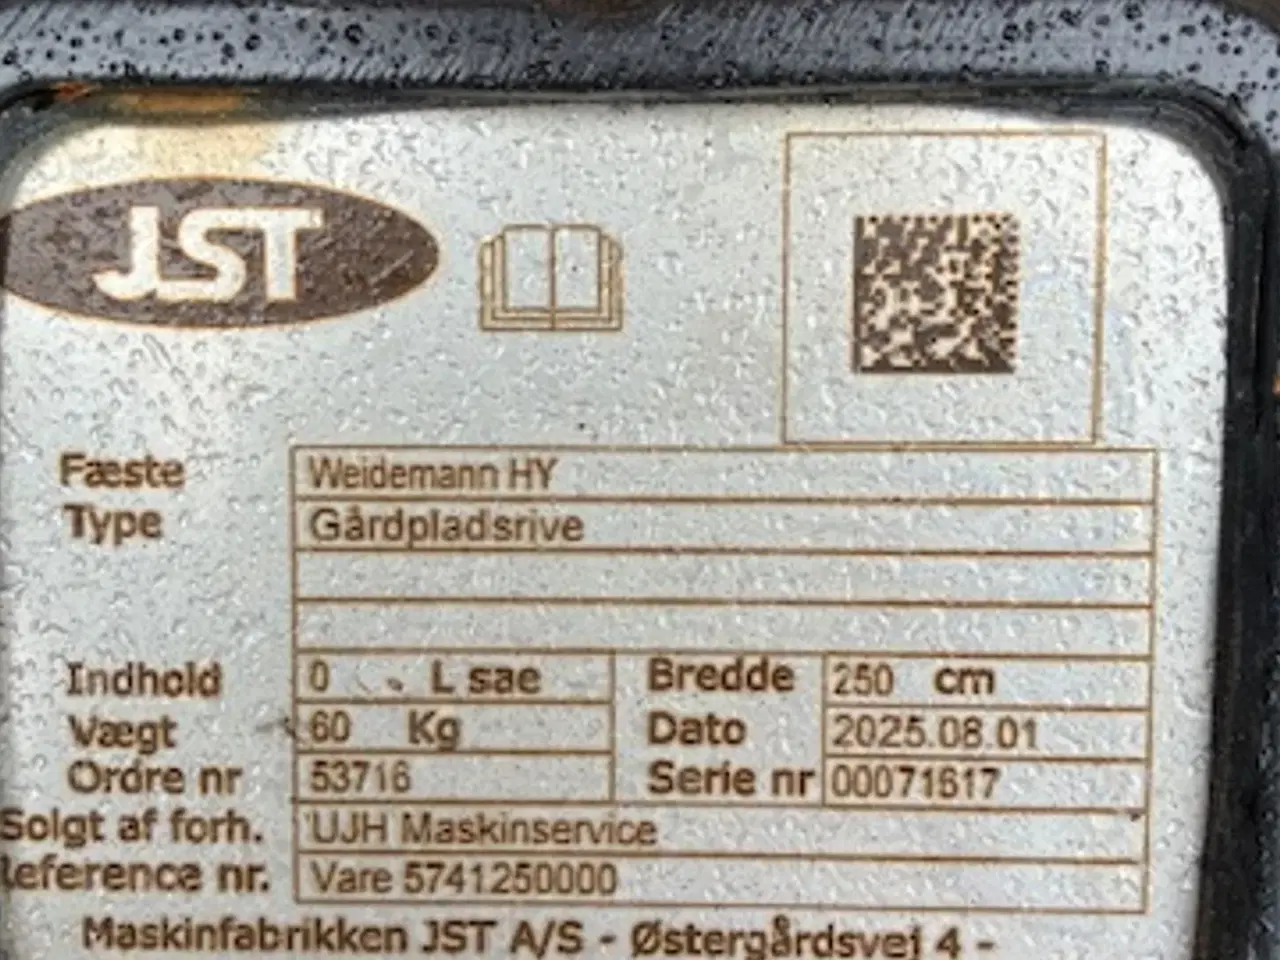 JST
Fæste Weidemann HY
Type Gårdpladsrive
Indhold 0 L sae Bredde 250 cm
Vægt 60 Kg Dato 2025.08.01
Ordre nr 53716 Serie nr 00071617
Solgt af forh. UJH Maskinservice
Reference nr. Vare 5741250000
Maskinfabrikken JST A/S - Østergårdsvej 4 -